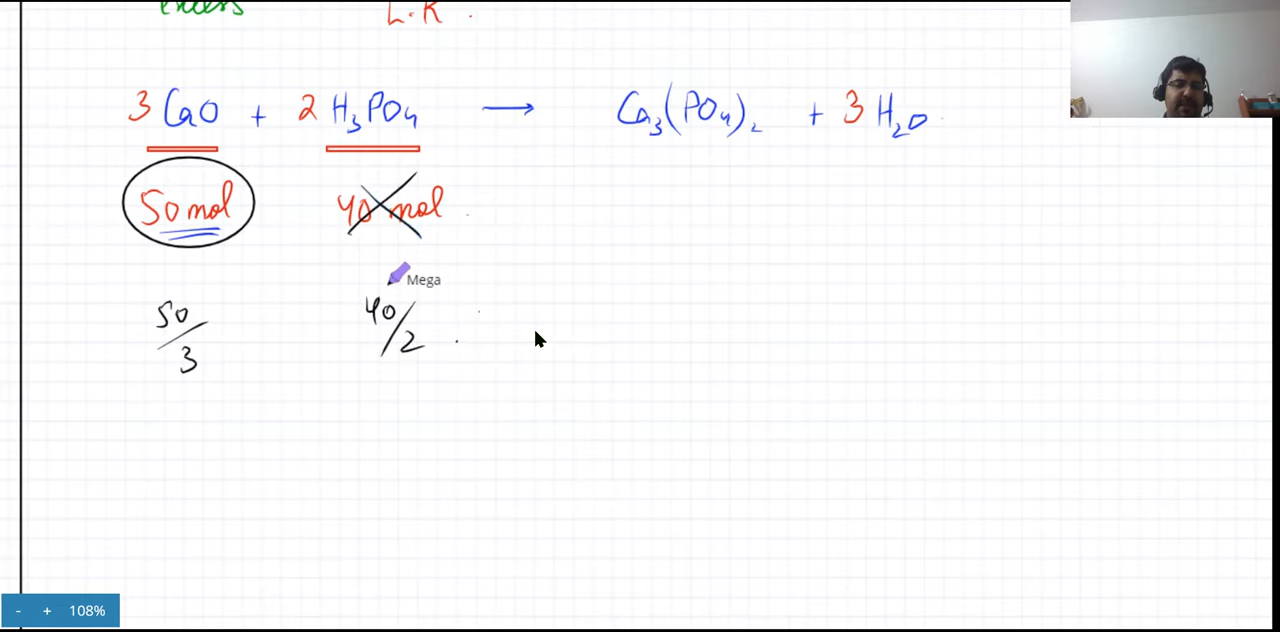 excess L.R.
3 CaO + 2 H₃PO₄ → Ca₃(PO₄)₂ + 3 H₂O
50 mol 40 mol
Mega
50/3 40/2
- + 108%